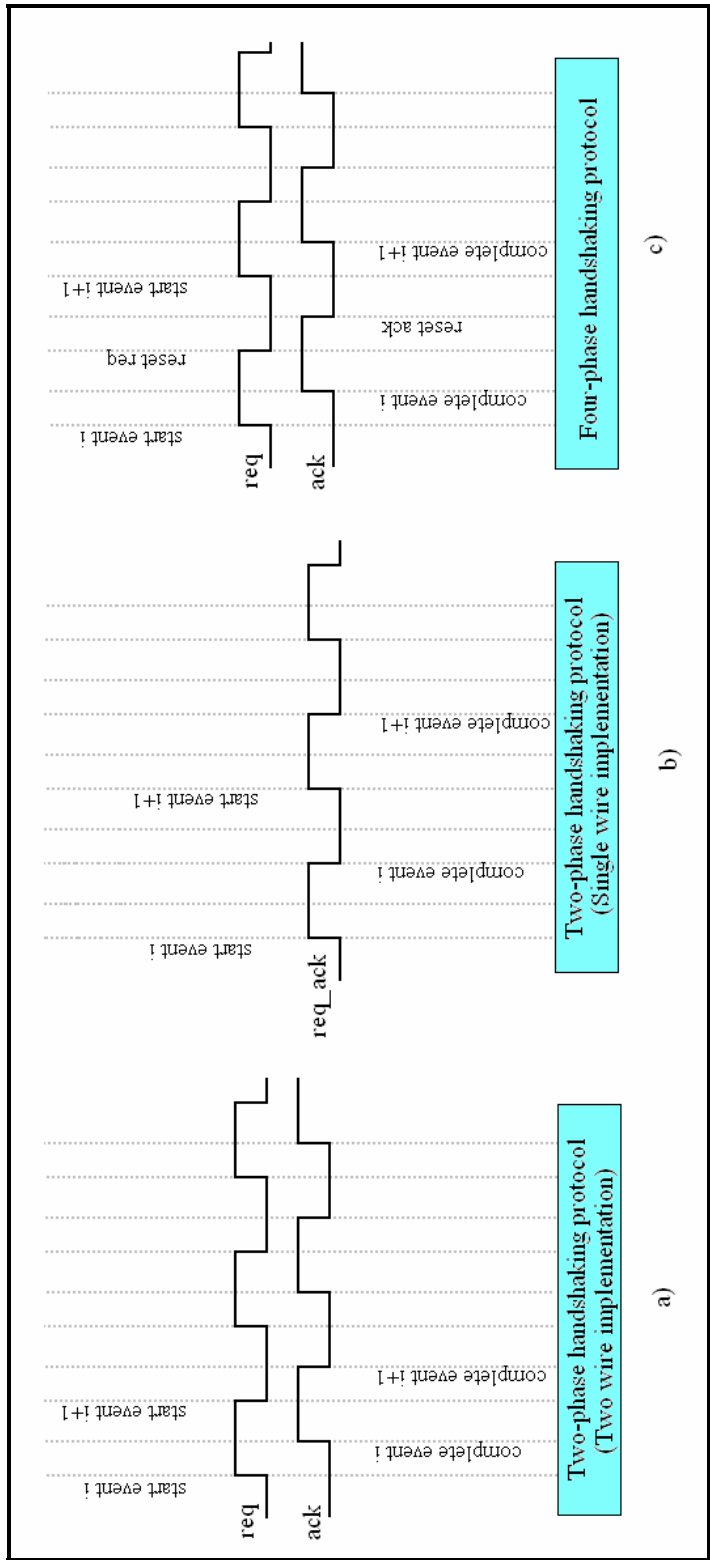 start event i
start event i+1
req
ack
complete event i
complete event i+1
Two-phase handshaking protocol
(Two wire implementation)
a)
start event i
start event i+1
req_ack
complete event i
complete event i+1
Two-phase handshaking protocol
(Single wire implementation)
b)
start event i
reset req
start event i+1
req
ack
complete event i
reset ack
complete event i+1
Four-phase handshaking protocol
c)